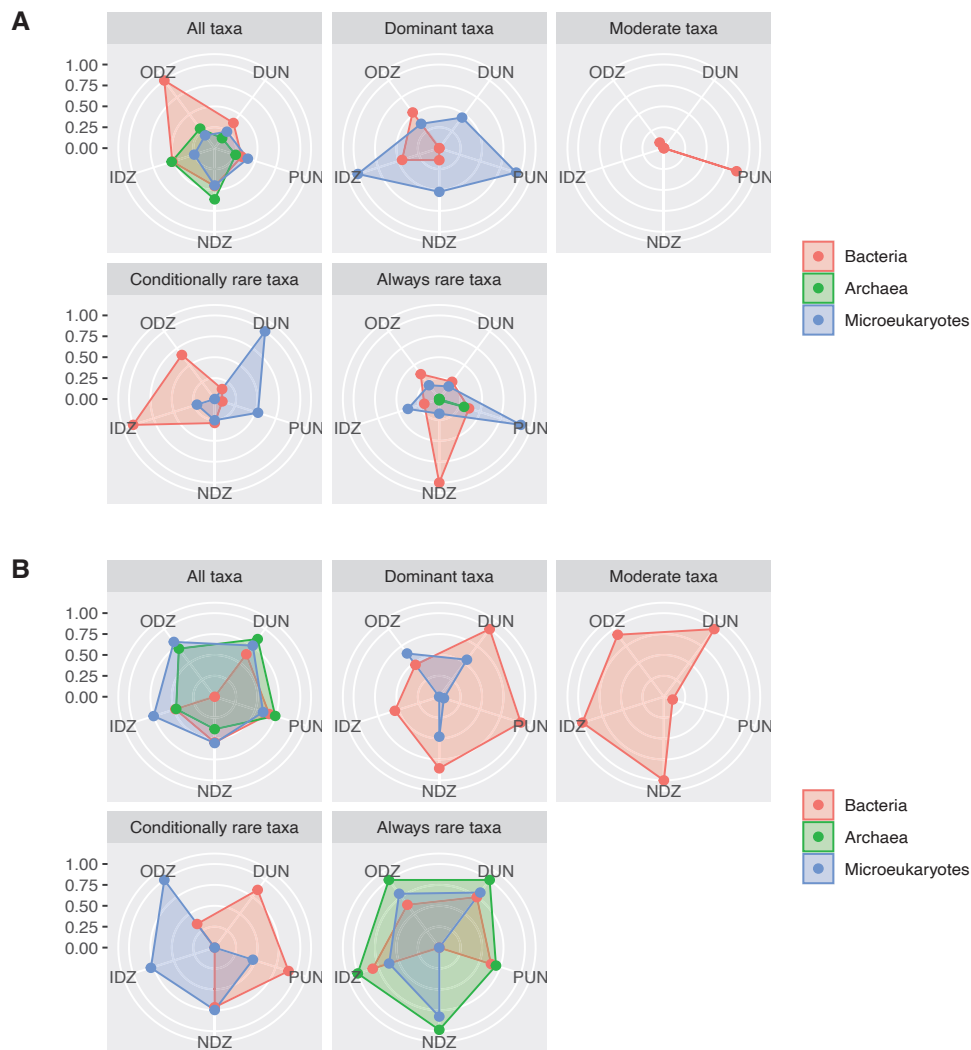 A
All taxa
Dominant taxa
Moderate taxa
1.00
0.75
0.50
0.25
0.00
ODZ
DUN
IDZ
PUN
NDZ
ODZ
DUN
IDZ
PUN
NDZ
ODZ
DUN
IDZ
PUN
NDZ
Conditionally rare taxa
Always rare taxa
1.00
0.75
0.50
0.25
0.00
ODZ
DUN
IDZ
PUN
NDZ
ODZ
DUN
IDZ
PUN
NDZ
Bacteria
Archaea
Microeukaryotes
B
All taxa
Dominant taxa
Moderate taxa
1.00
0.75
0.50
0.25
0.00
ODZ
DUN
IDZ
PUN
NDZ
ODZ
DUN
IDZ
PUN
NDZ
ODZ
DUN
IDZ
PUN
NDZ
Conditionally rare taxa
Always rare taxa
1.00
0.75
0.50
0.25
0.00
ODZ
DUN
IDZ
PUN
NDZ
ODZ
DUN
IDZ
PUN
NDZ
Bacteria
Archaea
Microeukaryotes